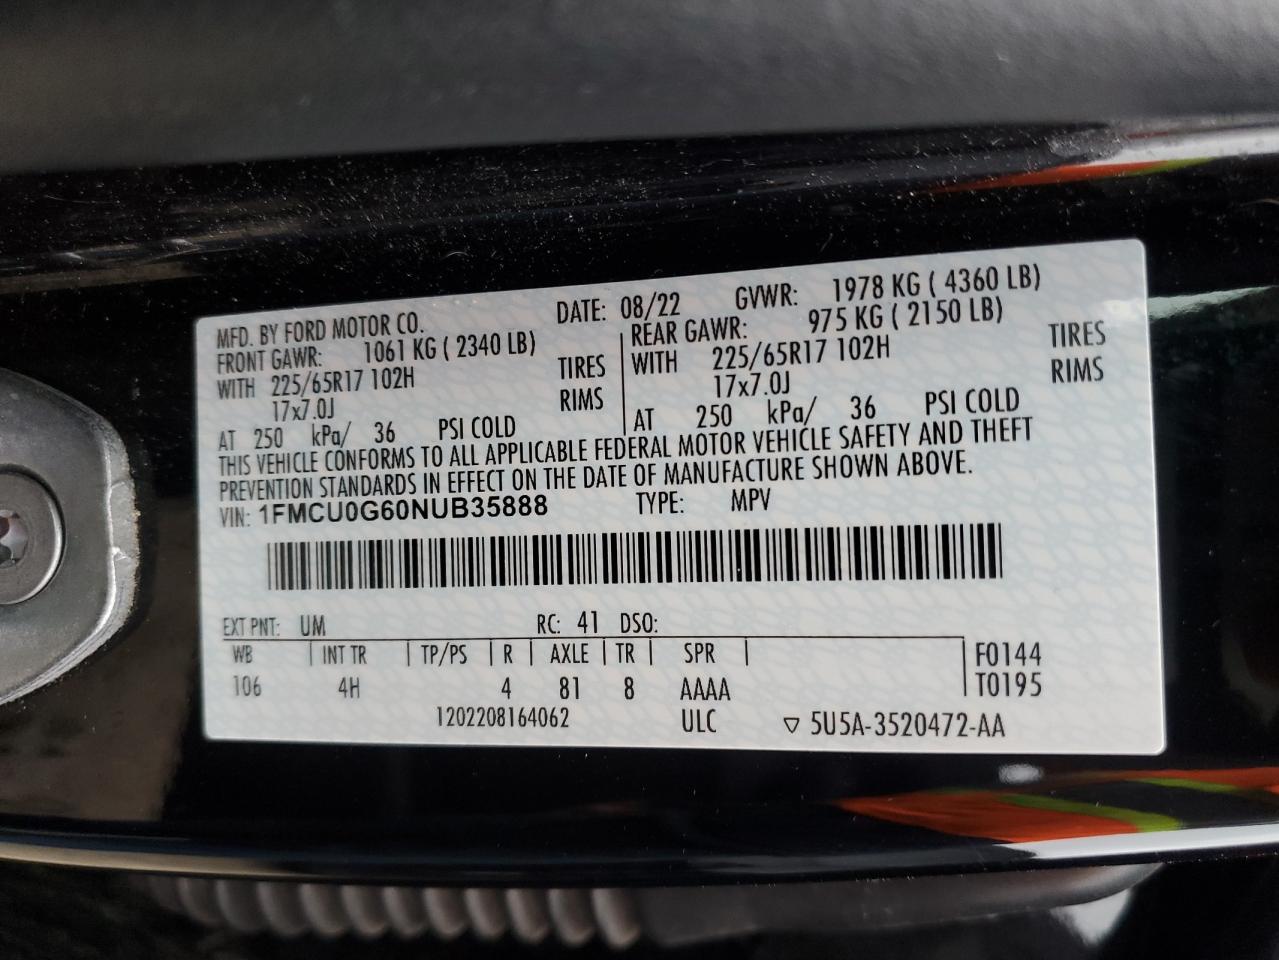 MFD. BY FORD MOTOR CO. DATE: 08/22 GVWR: 1978 KG ( 4360 LB)
FRONT GAWR: 1061 KG ( 2340 LB) REAR GAWR: 975 KG ( 2150 LB)
WITH 225/65R17 102H TIRES WITH 225/65R17 102H TIRES
17x7.0J RIMS 17x7.0J RIMS
AT 250 kPa/ 36 PSI COLD AT 250 kPa/ 36 PSI COLD
THIS VEHICLE CONFORMS TO ALL APPLICABLE FEDERAL MOTOR VEHICLE SAFETY AND THEFT
PREVENTION STANDARDS IN EFFECT ON THE DATE OF MANUFACTURE SHOWN ABOVE.
VIN: 1FMCU0G60NUB35888 TYPE: MPV
EXT PNT: UM RC: 41 DSO:
WB | INT TR | TP/PS | R | AXLE | TR | SPR | F0144
106 4H 4 81 8 AAAA T0195
1202208164062 ULC ▽ 5U5A-3520472-AA